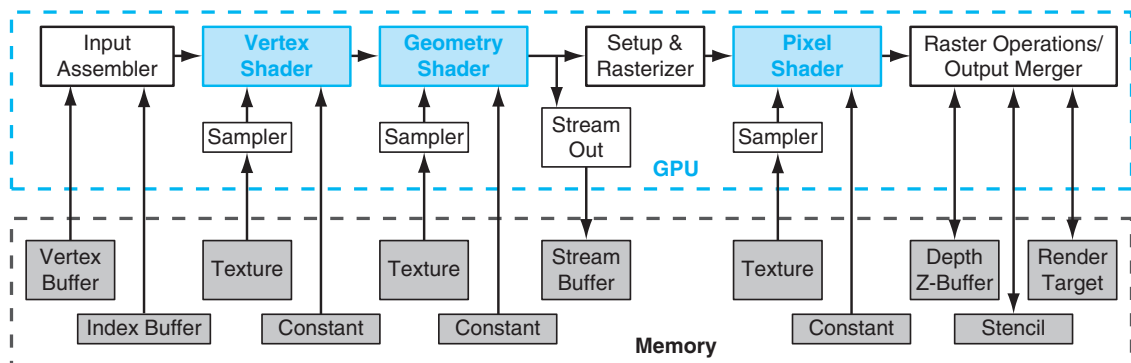 Input
Assembler
Vertex
Shader
Geometry
Shader
Setup &
Rasterizer
Pixel
Shader
Raster Operations/
Output Merger
Sampler
Sampler
Stream
Out
Sampler
GPU
Vertex
Buffer
Texture
Texture
Stream
Buffer
Texture
Depth
Z-Buffer
Render
Target
Index Buffer
Constant
Constant
Constant
Stencil
Memory